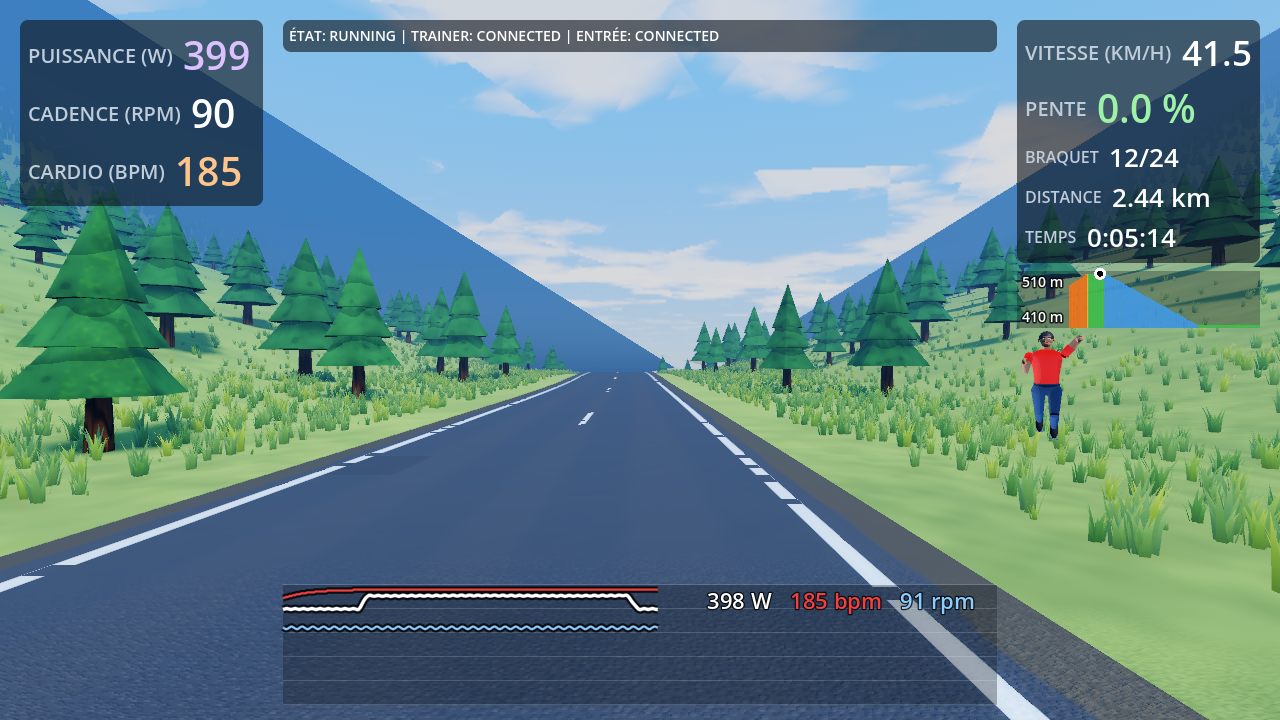 PUISSANCE (W) 399
CADENCE (RPM) 90
CARDIO (BPM) 185
ÉTAT: RUNNING | TRAINER: CONNECTED | ENTRÉE: CONNECTED
VITESSE (KM/H) 41.5
PENTE 0.0 %
BRAQUET 12/24
DISTANCE 2.44 km
TEMPS 0:05:14
510 m
410 m
398 W 185 bpm 91 rpm